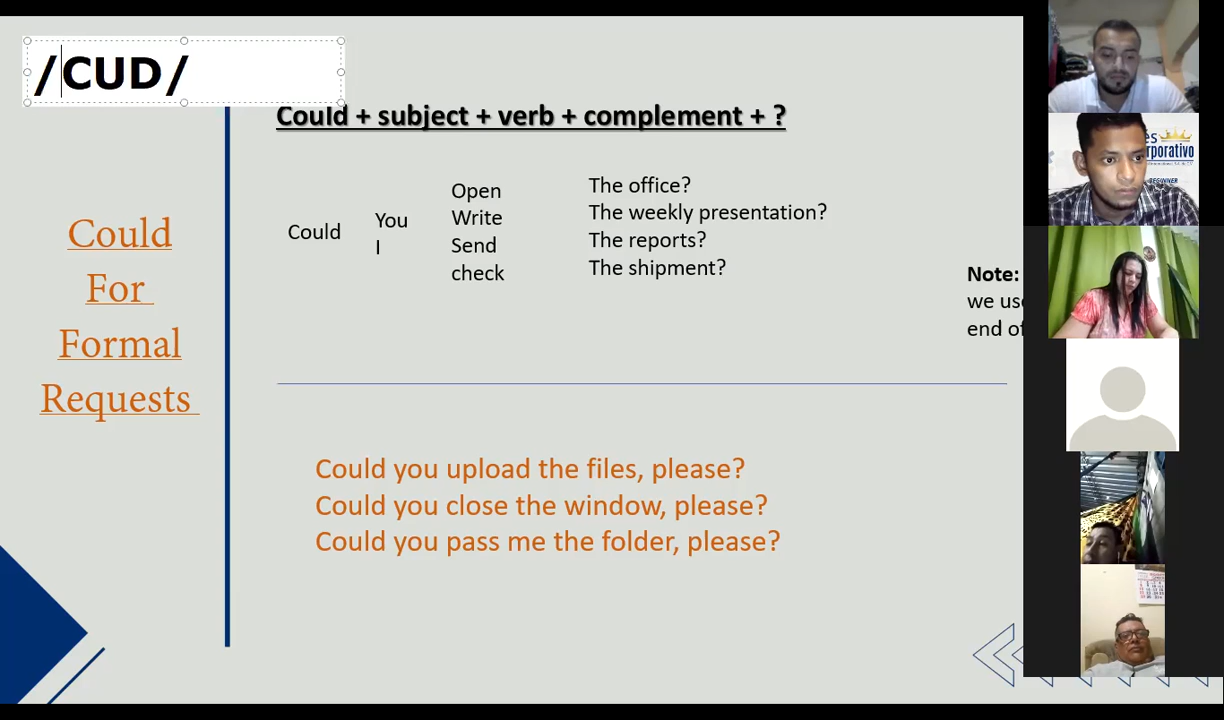 /CUD/
Could + subject + verb + complement + ?
Could
For
Formal
Requests
Could
You
I
Open
Write
Send
check
The office?
The weekly presentation?
The reports?
The shipment?
Note:
we use
end of
Could you upload the files, please?
Could you close the window, please?
Could you pass me the folder, please?
BEGINNER